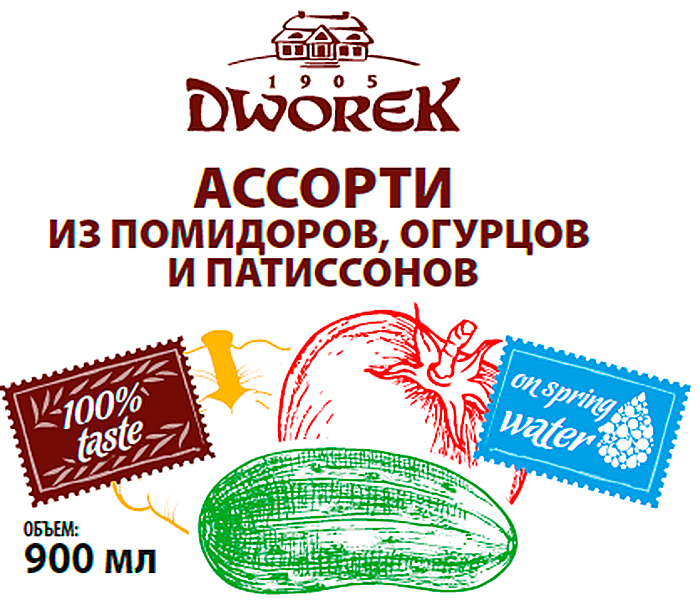 1905
DWOREK
АССОРТИ
ИЗ ПОМИДОРОВ, ОГУРЦОВ
И ПАТИССОНОВ
100%
taste
on spring
water
ОБЪЕМ:
900 мл